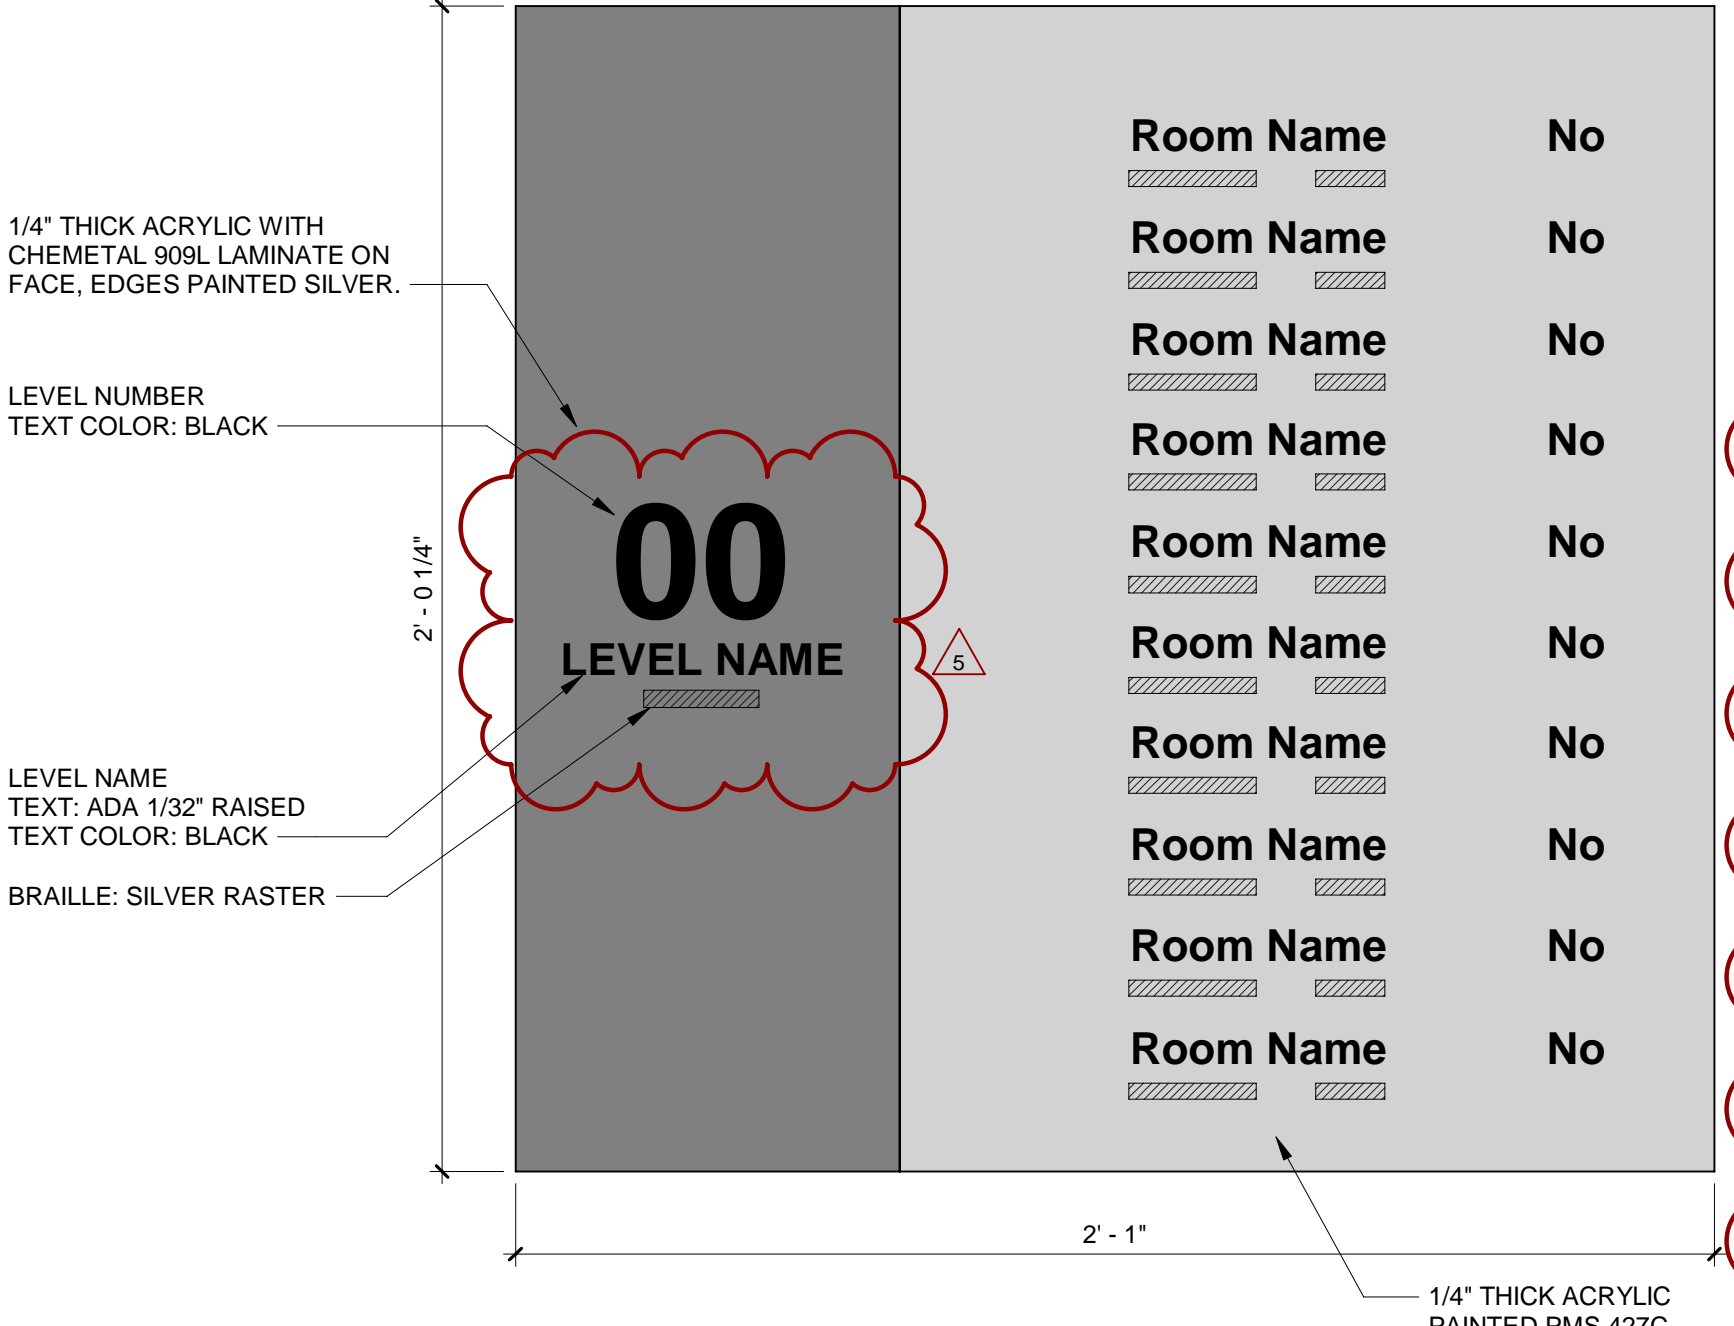 1/4" THICK ACRYLIC WITH
CHEMETAL 909L LAMINATE ON
FACE, EDGES PAINTED SILVER.
LEVEL NUMBER
TEXT COLOR: BLACK
2' - 0 1/4"
00
LEVEL NAME
5
LEVEL NAME
TEXT: ADA 1/32" RAISED
TEXT COLOR: BLACK
BRAILLE: SILVER RASTER
Room Name No
Room Name No
Room Name No
Room Name No
Room Name No
Room Name No
Room Name No
Room Name No
Room Name No
Room Name No
2' - 1"
1/4" THICK ACRYLIC
PAINTED PMS 427C